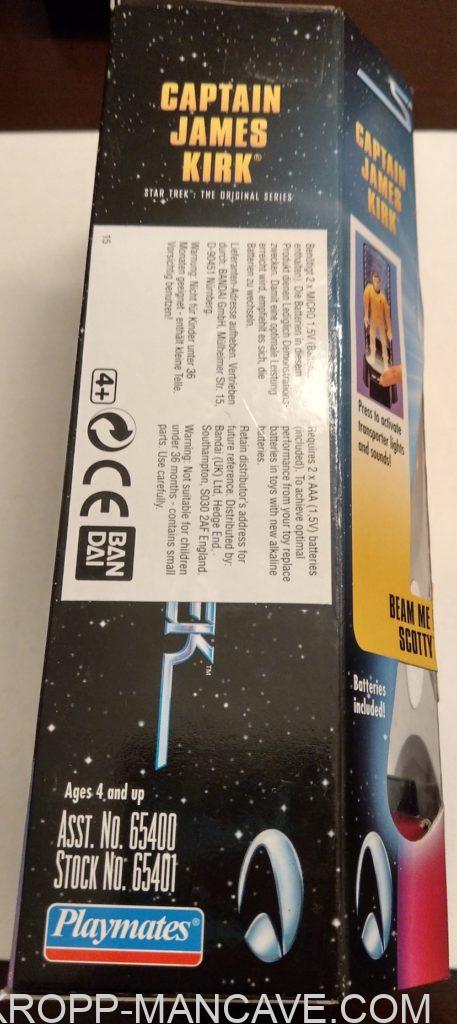 CAPTAIN
JAMES
KIRK®
STAR TREK®: THE ORIGINAL SERIES
15
Benötigt 2 x MICRO 1.5V
enthalten). Die Batterien in diesem
Produkt dienen Lediglich Demonstrations-
zwecken. Damit eine optimale Leistung
erreicht wird, empfiehlt es sich, die
Batterien zu wechseln.
Lieferanten-Adresse aufheben. Vertrieben
durch: BANDAI GmbH, Mülheimer Str. 15,
D-90451 Nürnberg.
Warnung: Nicht für Kinder unter 36
Monaten geeignet - enthält kleine Teile.
Vorsichtig benutzen!
Requires 2 x AAA (1.5V) batteries
(included). To achieve optimal
performance from your toy replace
batteries in toys with new alkaline
batteries.
Retain distributor's address for
future reference. Distributed by:
Bandai (UK) Ltd, Hedge End,
Southampton, SO30 2AF England.
Warning: Not suitable for children
under 36 months - contains small
parts. Use carefully.
4+
CE
BAN
DAI
EK™
Ages 4 and up
ASST. NO. 65400
STOCK NO. 65401
Playmates®
CAPTAIN
JAMES
KIRK
Press to activate
transporter lights
and sounds!
BEAM ME
SCOTTY
Batteries
included!
KROPP-MANCAVE.COM